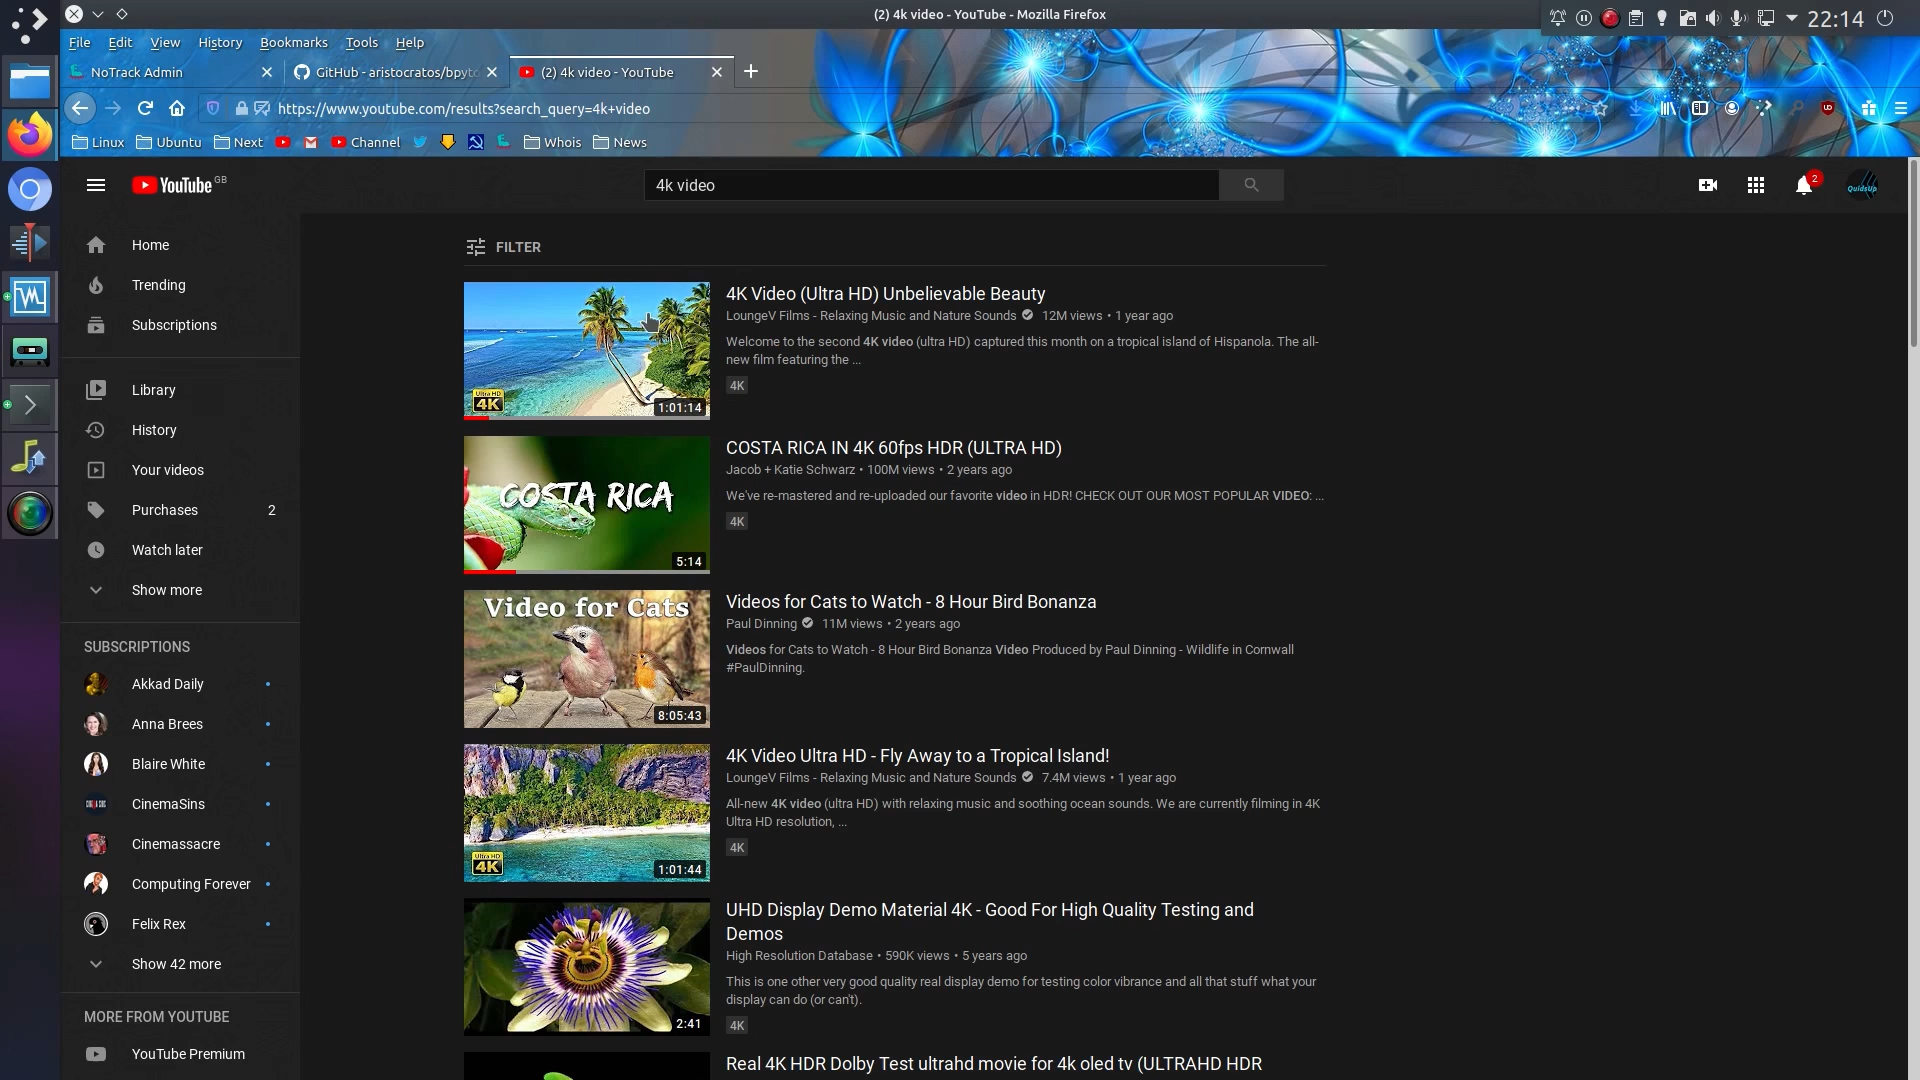 (2) 4k video - YouTube - Mozilla Firefox
22:14
File Edit View History Bookmarks Tools Help
NoTrack Admin
GitHub - aristocratos/bpyto
(2) 4k video - YouTube
https://www.youtube.com/results?search_query=4k+video
Linux Ubuntu Next Channel Whois News
YouTube GB
4k video
2
QuidsUp
Home
Trending
Subscriptions
Library
History
Your videos
Purchases 2
Watch later
Show more
SUBSCRIPTIONS
Akkad Daily
Anna Brees
Blaire White
CinemaSins
Cinemassacre
Computing Forever
Felix Rex
Show 42 more
MORE FROM YOUTUBE
YouTube Premium
FILTER
Ultra HD
4K
1:01:14
4K Video (Ultra HD) Unbelievable Beauty
LoungeV Films - Relaxing Music and Nature Sounds 12M views • 1 year ago
Welcome to the second 4K video (ultra HD) captured this month on a tropical island of Hispanola. The all-
new film featuring the ...
4K
COSTA RICA
5:14
COSTA RICA IN 4K 60fps HDR (ULTRA HD)
Jacob + Katie Schwarz • 100M views • 2 years ago
We've re-mastered and re-uploaded our favorite video in HDR! CHECK OUT OUR MOST POPULAR VIDEO: ...
4K
Video for Cats
8:05:43
Videos for Cats to Watch - 8 Hour Bird Bonanza
Paul Dinning 11M views • 2 years ago
Videos for Cats to Watch - 8 Hour Bird Bonanza Video Produced by Paul Dinning - Wildlife in Cornwall
#PaulDinning.
Ultra HD
4K
1:01:44
4K Video Ultra HD - Fly Away to a Tropical Island!
LoungeV Films - Relaxing Music and Nature Sounds 7.4M views • 1 year ago
All-new 4K video (ultra HD) with relaxing music and soothing ocean sounds. We are currently filming in 4K
Ultra HD resolution, ...
4K
2:41
UHD Display Demo Material 4K - Good For High Quality Testing and
Demos
High Resolution Database • 590K views • 5 years ago
This is one other very good quality real display demo for testing color vibrance and all that stuff what your
display can do (or can't).
4K
Real 4K HDR Dolby Test ultrahd movie for 4k oled tv (ULTRAHD HDR